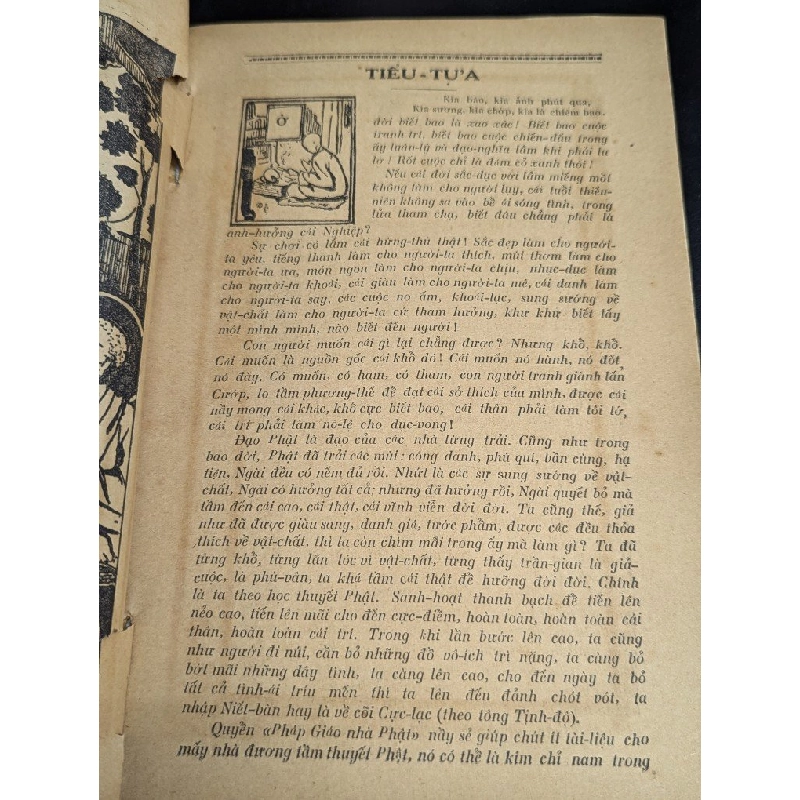 TIỂU-TỰA
Kìa bào, kìa ảnh phút qua,
Kìa sương, kìa chớp, kìa là chiêm bao.
Ở
đời biết bao là xao xác! Biết bao cuộc
tranh trí, biết bao cuộc chiến-đấu trong
ấy luân-lý và đạo-nghĩa lắm khi phải lu
lờ! Rốt cuộc chỉ là đám cỏ xanh thôi!
Nếu cái đời sắc-dục với lắm miếng mồi
không làm cho người lụy, cái tuổi thiếu-
niên không sa vào bể ái sóng tình, trong
lửa tham cha, biết đâu chẳng phải là
ảnh-hưởng cái Nghiệp?
Sự chơi có lắm cái hứng-thú thật! Sắc đẹp làm cho người-
ta yêu, tiếng thanh làm cho người-ta thích, mùi thơm làm cho
người-ta ưa, món ngon làm cho người-ta chịu, nhục-dục làm
cho người-ta khoái, cái giàu làm cho người-ta mê, cái danh làm
cho người-ta say, các cuộc nọ ấm, khoái-lục, sung sướng về
vật-chất làm cho người-ta cứ tham hưởng, khư khư biết lấy
một mình mình, nào biết đến người!
Con người muốn cái gì lại chẳng được? Nhưng khổ, khổ.
Cái muốn là nguồn gốc cái khổ đó! Cái muốn nó hành, nó đốt
nó đày. Có muốn, có ham, có tham, con người tranh giành lấn
Cướp, lo tầm phương-thế để đạt cái sở thích của mình, được cái
nầy mong cái khác, khổ cực biết bao, cái thân phải làm tôi tớ,
cái trí phải làm nô-lệ cho dục-vọng!
Đạo Phật là đạo của các nhà từng trải. Cũng như trong
bao đời, Phật đã trải các mùi: công danh, phú quí, bần cùng, hạ
tiện. Ngài đều có nếm đủ rồi. Nhứt là các sự sung sướng về vật-
chất, Ngài có hưởng tất cả; nhưng đã hưởng rồi, Ngài quyết bỏ mà
tầm đến cái cao, cái thật, cái vĩnh viễn đời đời. Ta cũng thế, giả
như đã được giàu sang, danh giá, tước phẩm, được các đều thỏa
thích về vật-chất, thì ta còn chìm mãi trong ấy mà làm gì? Ta đã
từng khổ, từng lăn lóc vì vật-chất, từng thấy trần-gian là giả-
cuộc, là phù-vân, ta khá tầm cái thật để hưởng đời đời. Chính
là ta theo học thuyết Phật. Sanh-hoạt thanh bạch để tiến lên
nẻo cao, tiến lên mãi cho đến cực-điểm, hoàn toàn, hoàn toàn cái
thân, hoàn toàn cái trí. Trong khi lần bước lên cao, ta cũng
như người đi núi, cần bỏ những đồ vô-ích trì nặng, ta càng bỏ
bớt mãi những dây tình, ta càng lên cao, cho đến ngày ta bỏ
tất cả tình-ái tríu mến thì ta lên đến đảnh chót vót, ta
nhập Niết-bàn hay là về cõi Cực-lạc (theo tông Tịnh-độ).
Quyển «Pháp Giáo nhà Phật» nầy sẽ giúp chút ít tài-liệu cho
mấy nhà đương tầm thuyết Phật, nó có thể là kim chỉ nam trong